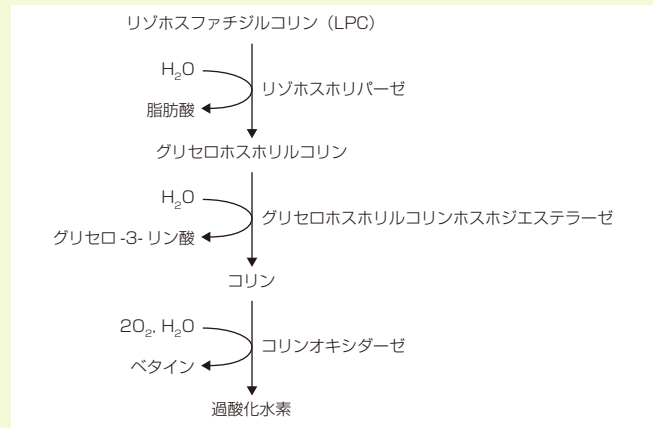 リゾホスファチジルコリン（LPC）
H₂O
リゾホスホリパーゼ
脂肪酸
グリセロホスホリルコリン
H₂O
グリセロホスホリルコリンホスホジエステラーゼ
グリセロ-3-リン酸
コリン
2O₂, H₂O
コリンオキシダーゼ
ベタイン
過酸化水素